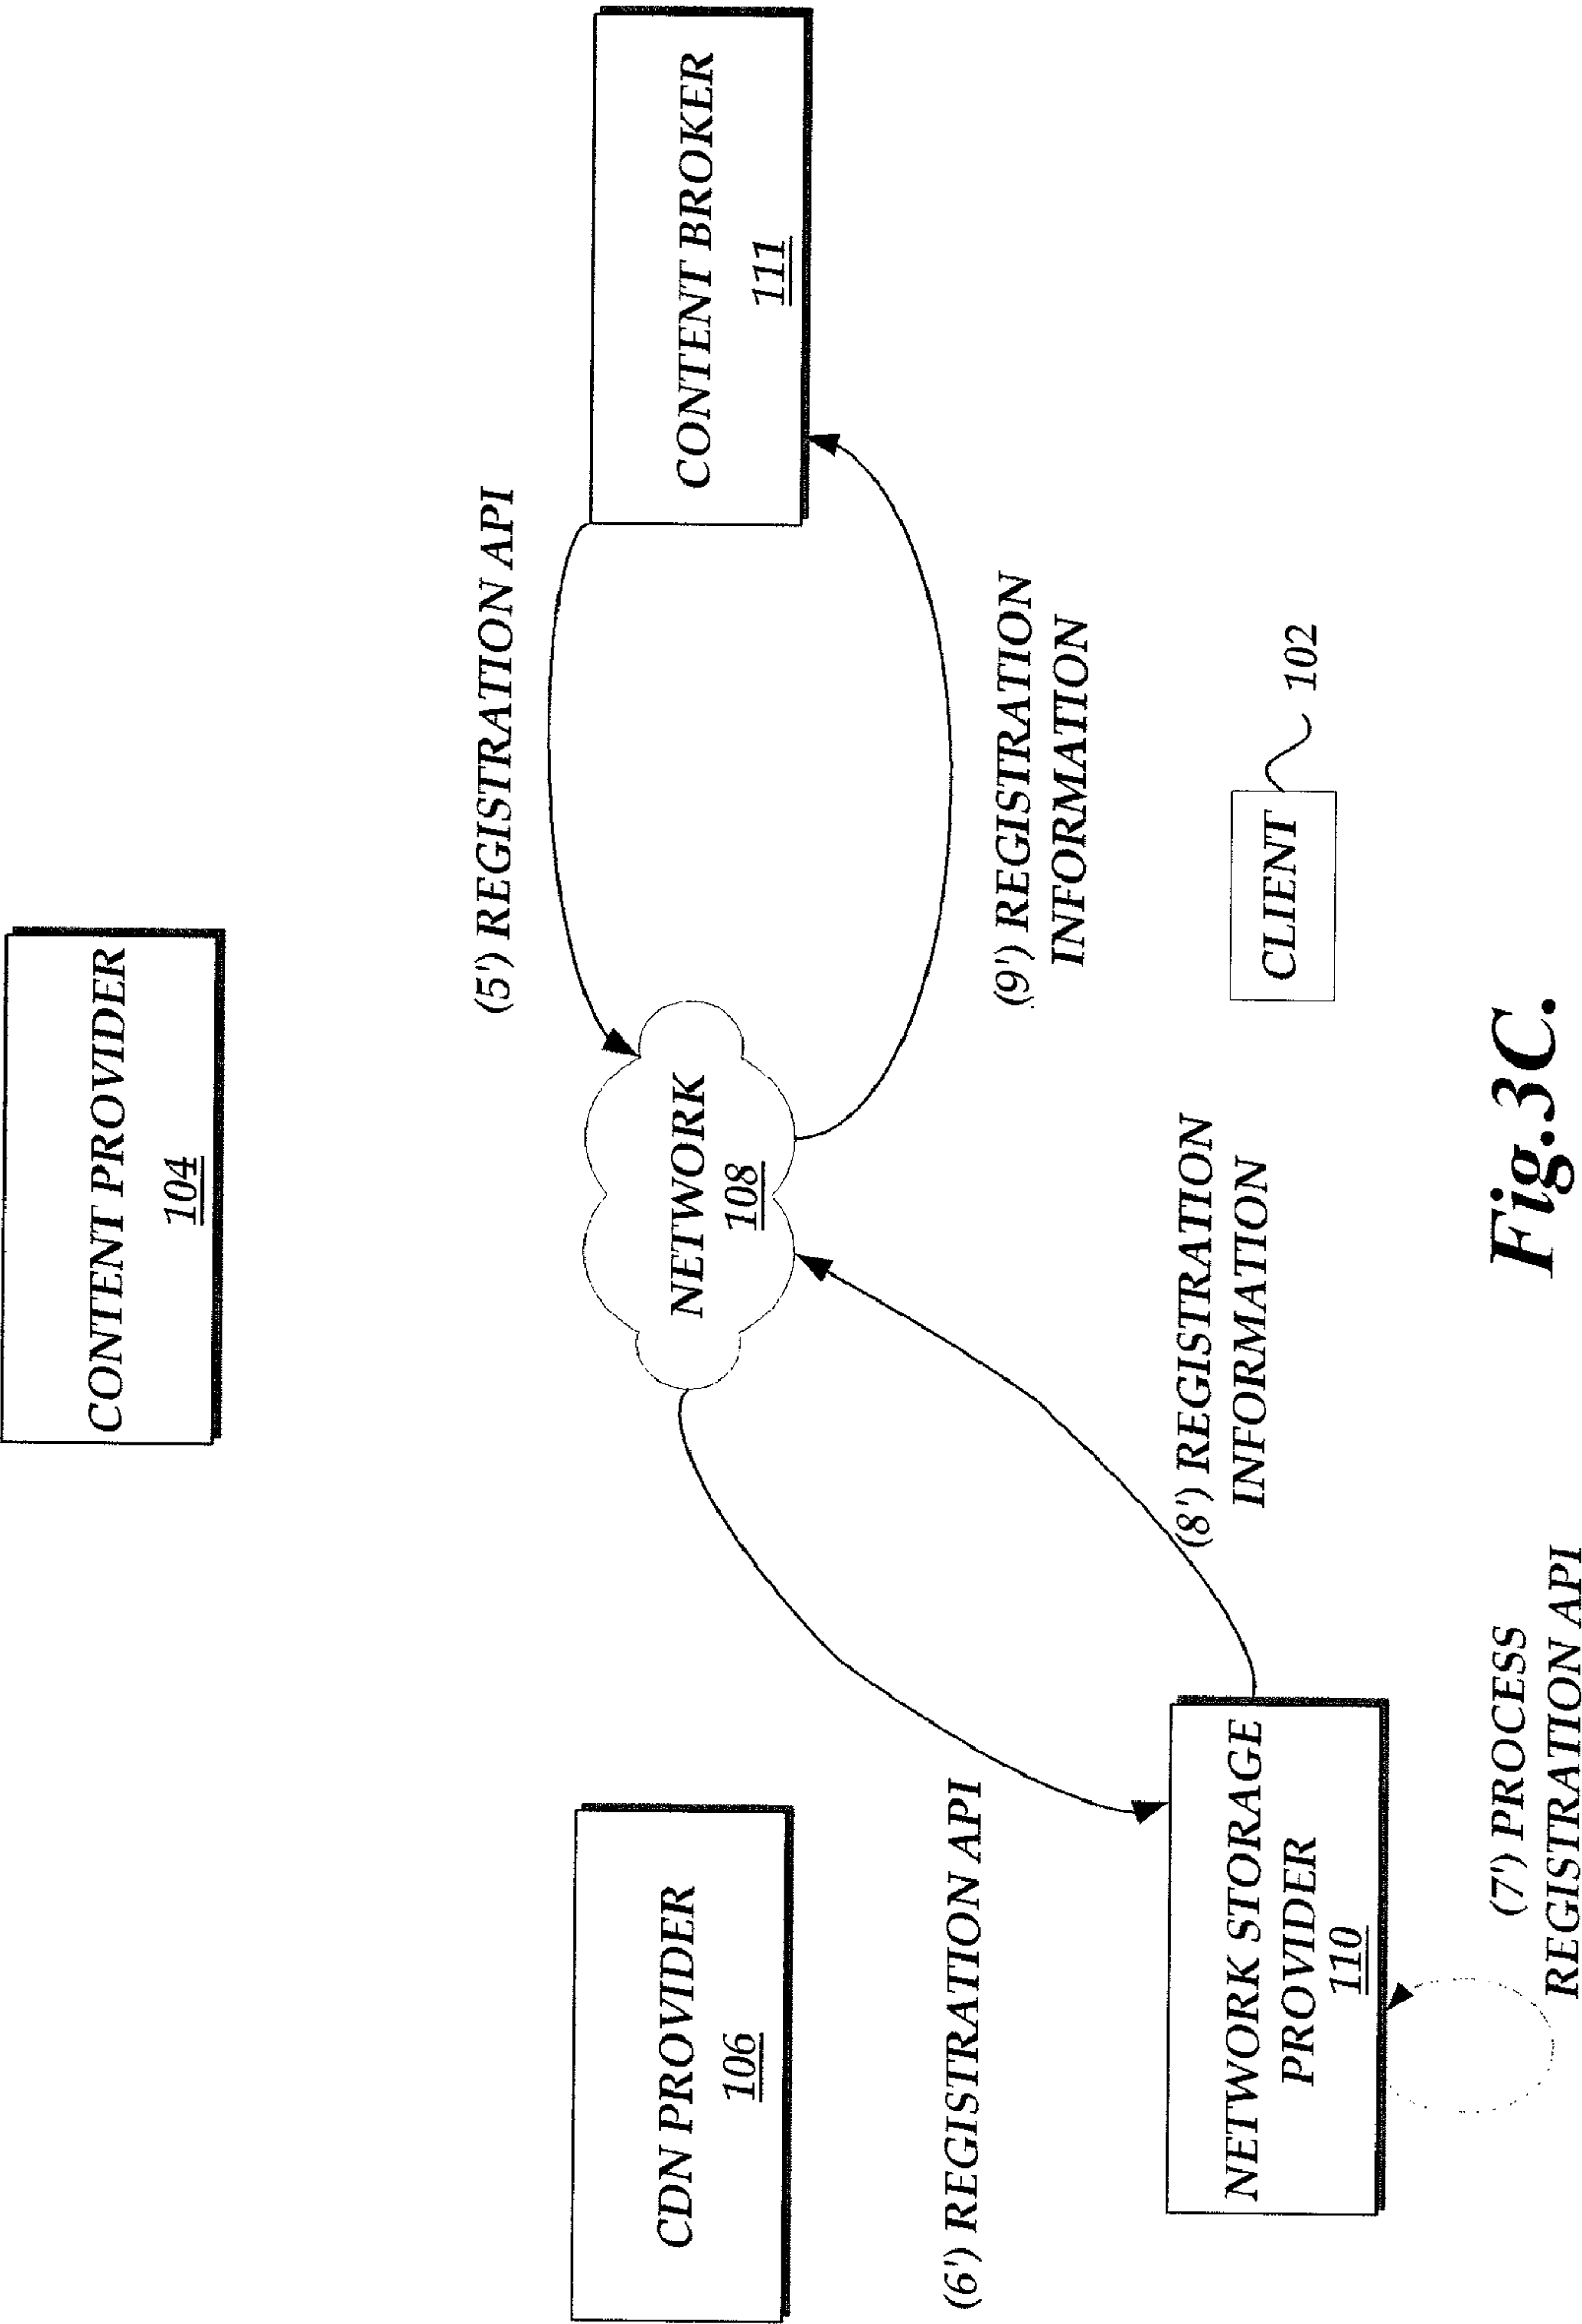 CONTENT PROVIDER
104
(5') REGISTRATION API
CDN PROVIDER
106
NETWORK
108
CONTENT BROKER
111
(6') REGISTRATION API
(9') REGISTRATION
INFORMATION
(8') REGISTRATION
INFORMATION
NETWORK STORAGE
PROVIDER
110
CLIENT
102
(7') PROCESS
REGISTRATION API
Fig.3C.